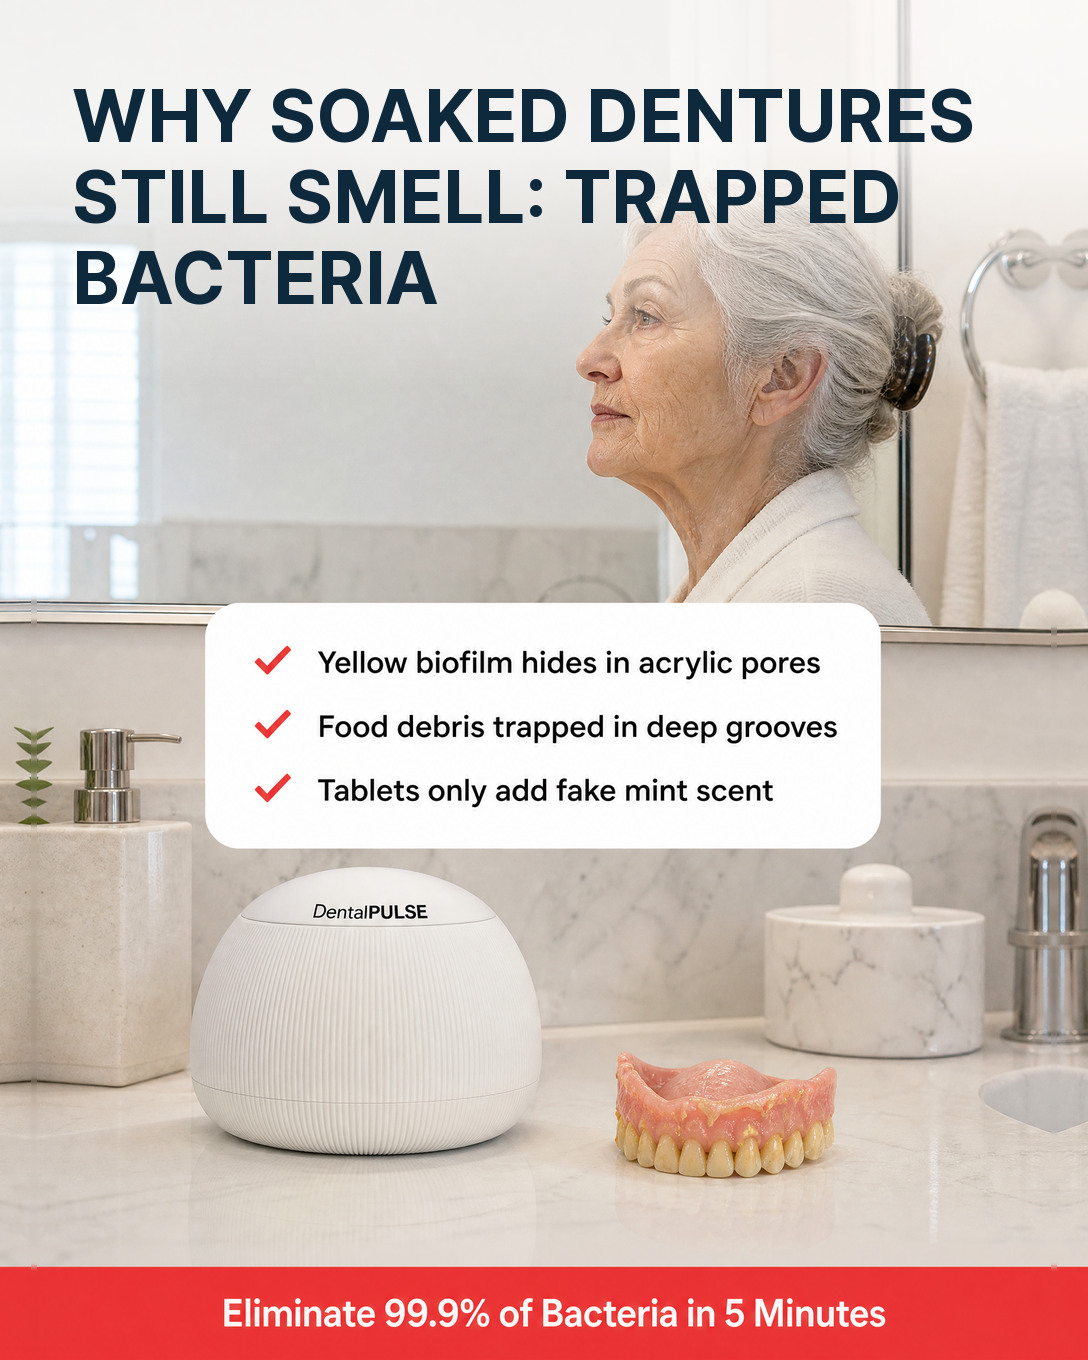 WHY SOAKED DENTURES
STILL SMELL: TRAPPED
BACTERIA
Yellow biofilm hides in acrylic pores
Food debris trapped in deep grooves
Tablets only add fake mint scent
DentalPULSE
Eliminate 99.9% of Bacteria in 5 Minutes